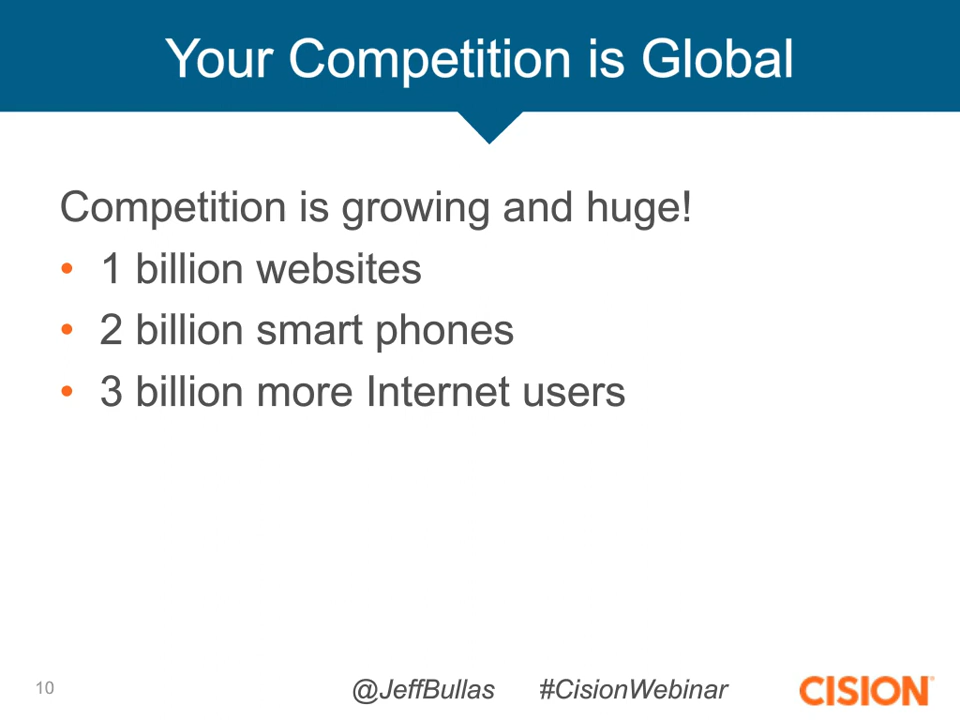 Your Competition is Global
Competition is growing and huge!
• 1 billion websites
• 2 billion smart phones
• 3 billion more Internet users
10
@JeffBullas #CisionWebinar
CISION®